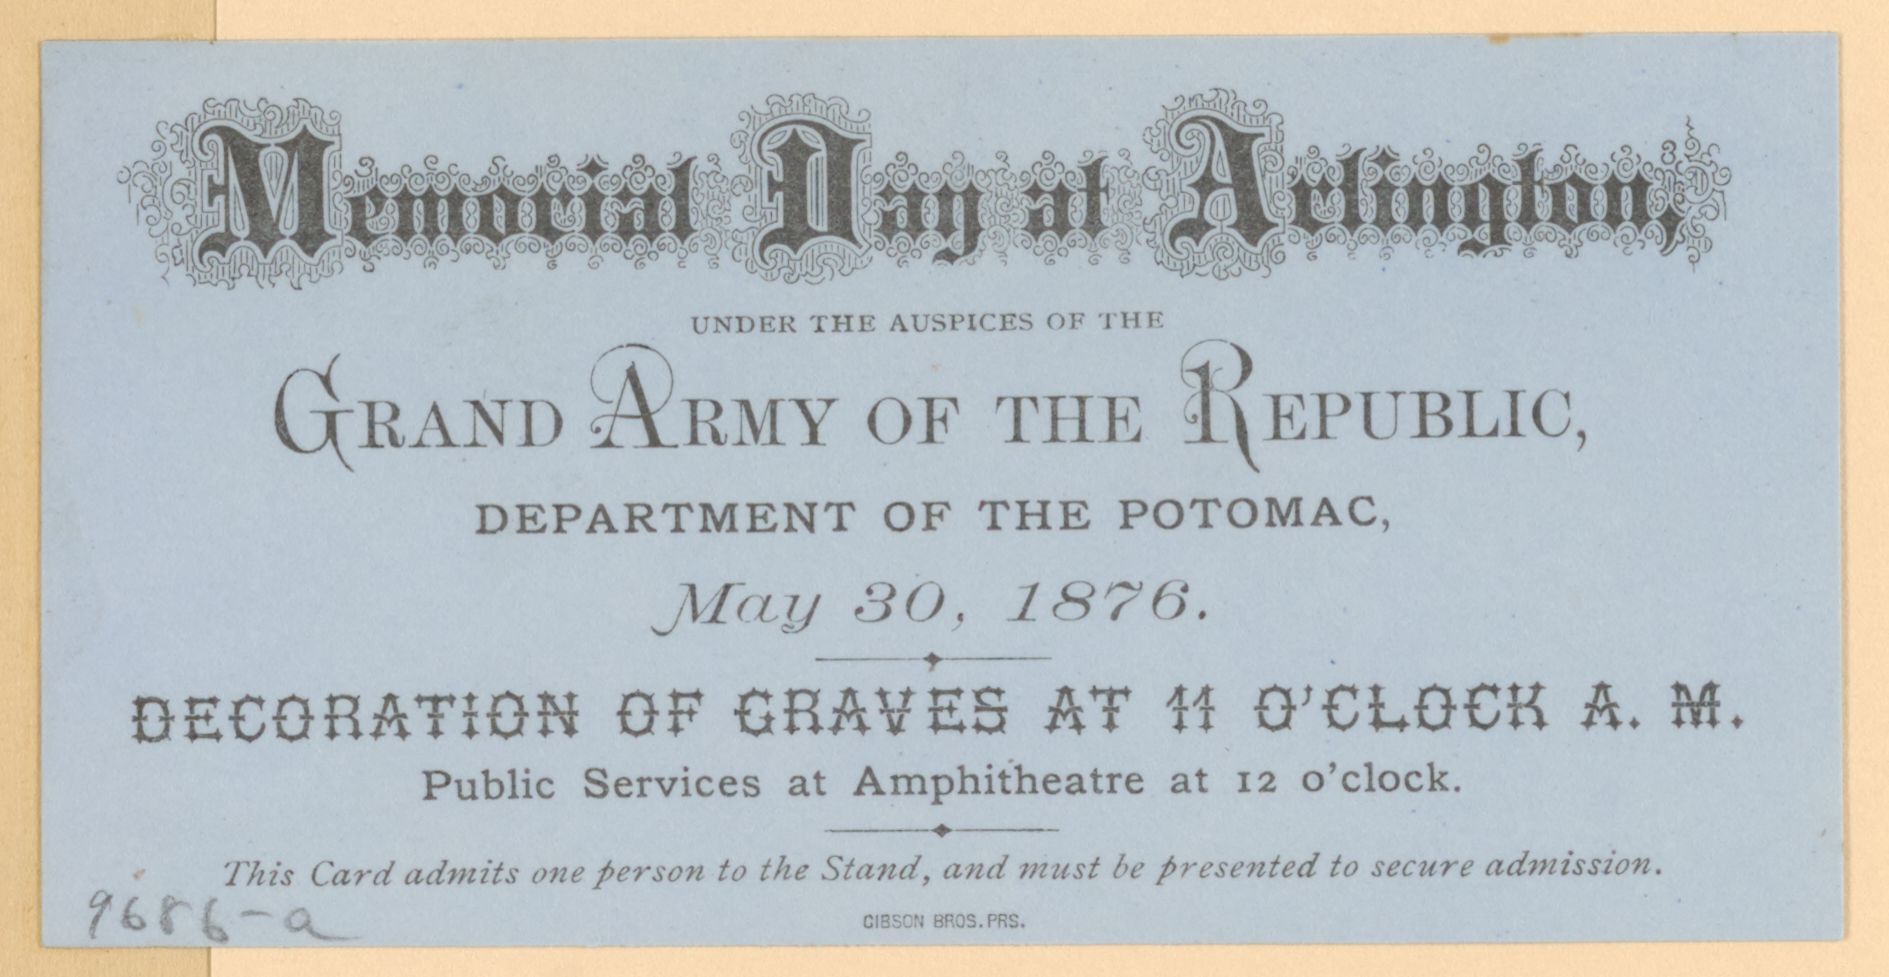 Memorial Day at Arlington,
UNDER THE AUSPICES OF THE
GRAND ARMY OF THE REPUBLIC,
DEPARTMENT OF THE POTOMAC,
May 30, 1876.
DECORATION OF GRAVES AT 11 O'CLOCK A. M.
Public Services at Amphitheatre at 12 o'clock.
This Card admits one person to the Stand, and must be presented to secure admission.
9686-a
GIBSON BROS. PRS.